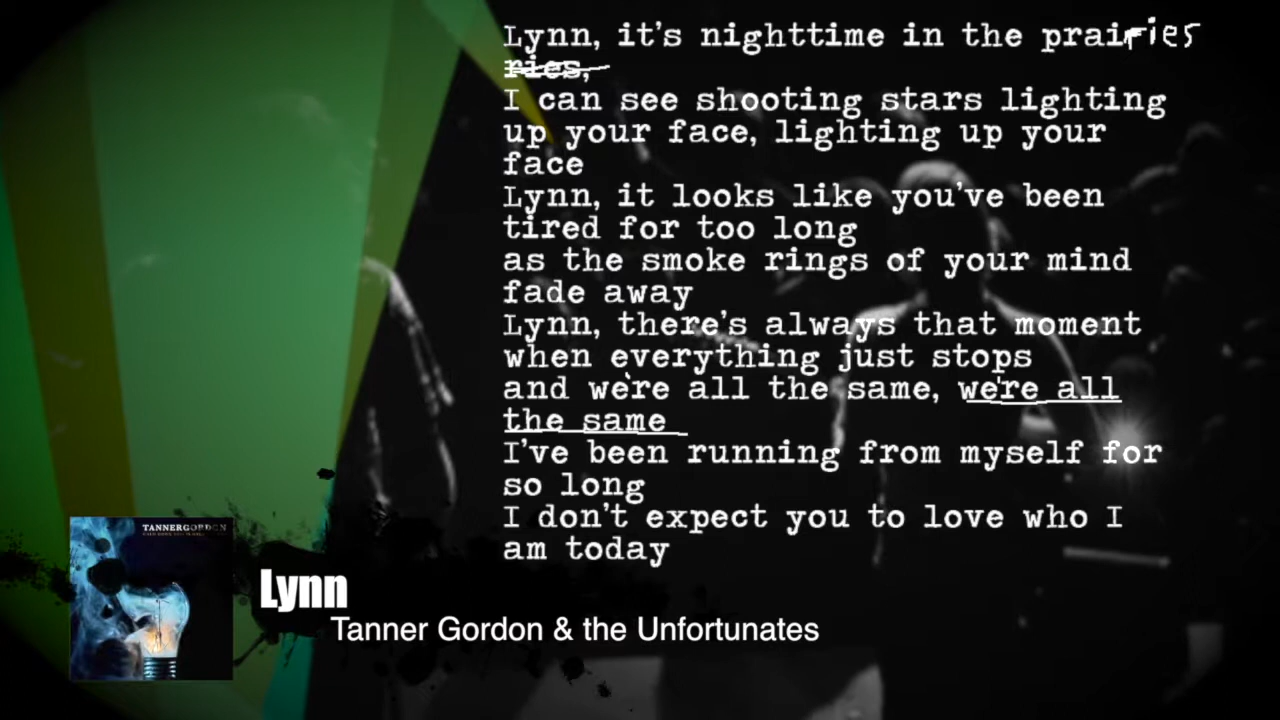 Lynn, it's nighttime in the prairies
ries,
I can see shooting stars lighting
up your face, lighting up your
face
Lynn, it looks like you've been
tired for too long
as the smoke rings of your mind
fade away
Lynn, there's always that moment
when everything just stops
and we're all the same, we're all
the same
I've been running from myself for
so long
I don't expect you to love who I
am today
TANNERGORDON
Lynn
Tanner Gordon & the Unfortunates